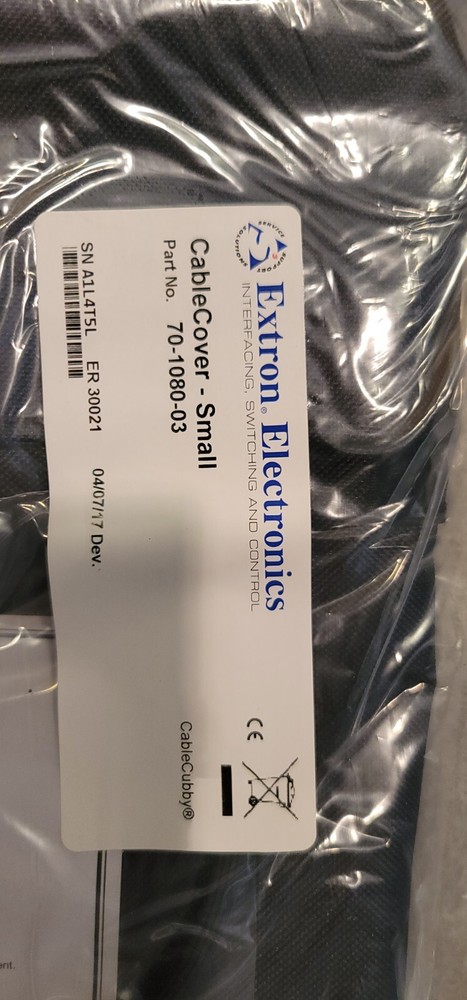 SERVICE SUPPORT SOLUTIONS
Extron® Electronics
INTERFACING, SWITCHING AND CONTROL
CableCover - Small
Part No. 70-1080-03
CE
CableCubby®
SN A1L4T5L ER 30021 04/07/17 Dev.